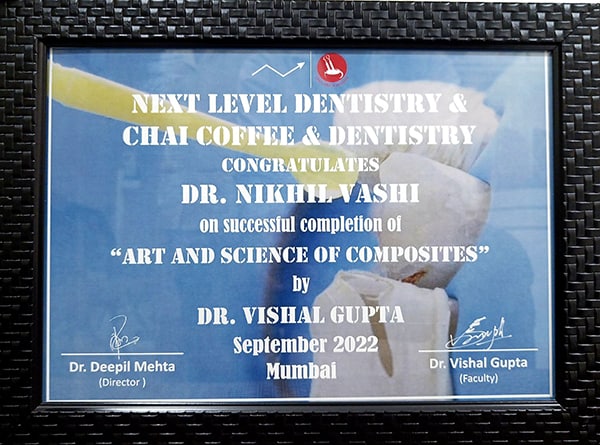 NEXT LEVEL DENTISTRY &
CHAI COFFEE & DENTISTRY
CONGRATULATES
DR. NIKHIL VASHI
on successful completion of
“ART AND SCIENCE OF COMPOSITES”
by
DR. VISHAL GUPTA
September 2022
Mumbai
Dr. Deepil Mehta
(Director )
Dr. Vishal Gupta
(Faculty)